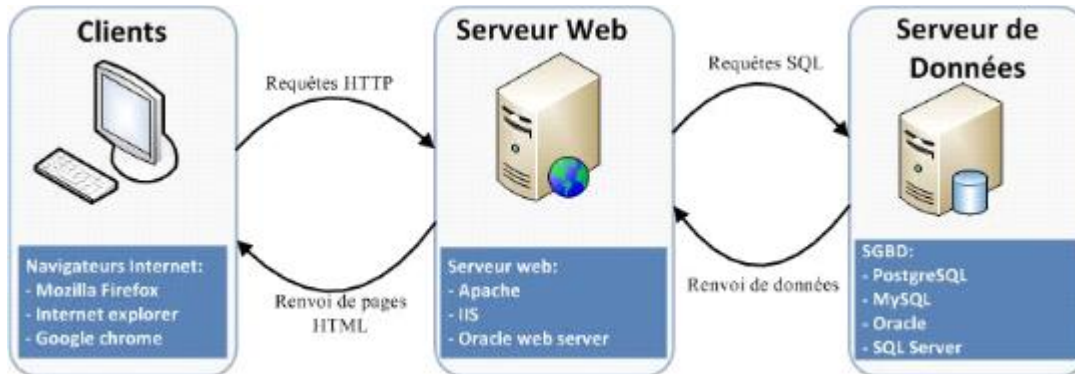 Clients
Requêtes HTTP
Renvoi de pages
HTML
Navigateurs Internet:
- Mozilla Firefox
- Internet explorer
- Google chrome
Serveur Web
Requêtes SQL
Renvoi de données
Serveur web:
- Apache
- IIS
- Oracle web server
Serveur de
Données
SGBD:
- PostgreSQL
- MySQL
- Oracle
- SQL Server